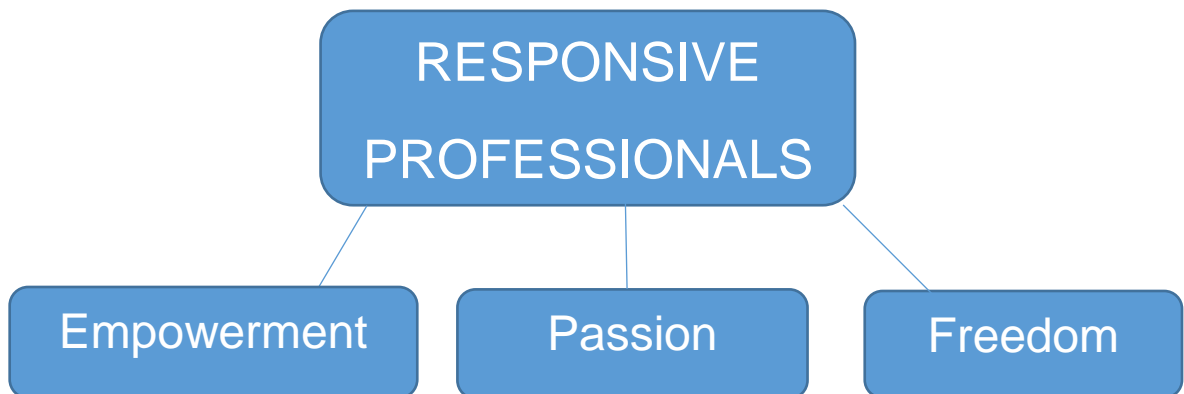 RESPONSIVE
PROFESSIONALS
Empowerment
Passion
Freedom